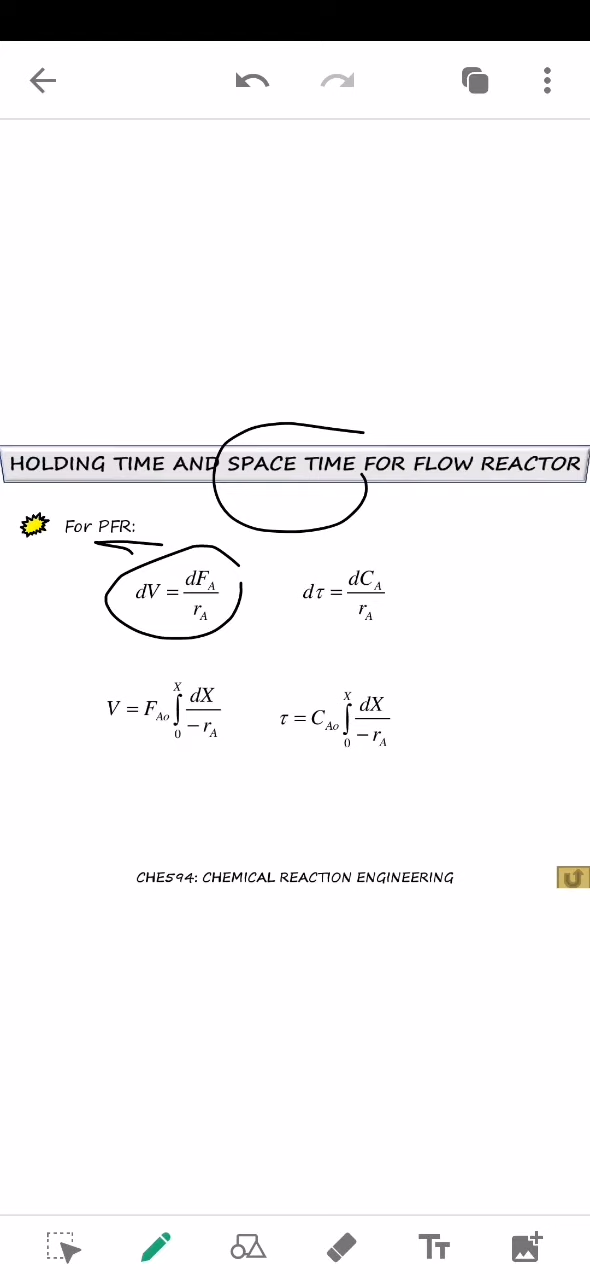 HOLDING TIME AND SPACE TIME FOR FLOW REACTOR
For PFR:
dV = dF_A / r_A
dτ = dC_A / r_A
V = F_Ao ∫_0^X dX / −r_A
τ = C_Ao ∫_0^X dX / −r_A
CHE594: CHEMICAL REACTION ENGINEERING
TT